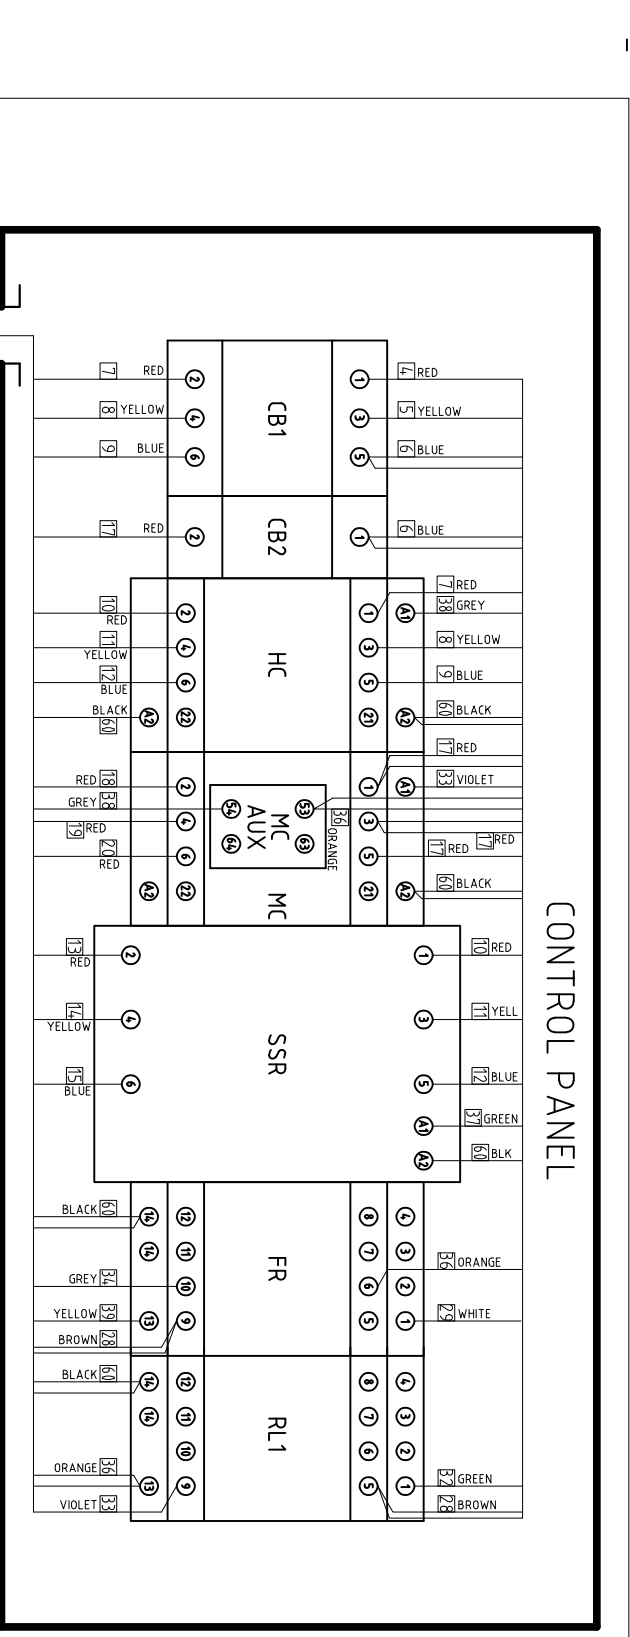 CONTROL PANEL
7 RED 2 CB1 1 4 RED
8 YELLOW 4 3 5 YELLOW
9 BLUE 6 5 6 BLUE
17 RED 2 CB2 1 6 BLUE
7 RED
10 RED 2 HC 1 A1 38 GREY
11 YELLOW 4 3 8 YELLOW
12 BLUE 6 5 9 BLUE
BLACK 60 A2 22 21 A2 60 BLACK
17 RED
RED 18 2 1 A1 33 VIOLET
GREY 38 54 MC AUX 53 36 ORANGE
19 RED 4 3 17 RED
20 RED 6 64 63 5 17 RED
A2 22 MC 21 A2 60 BLACK
13 RED 2 SSR 1 10 RED
14 YELLOW 4 3 11 YELL
15 BLUE 6 5 12 BLUE
A1 37 GREEN
A2 60 BLK
BLACK 60 14 12 FR 8 4
14 11 7 3 36 ORANGE
GREY 34 10 6 2
YELLOW 39 13 9 5 1 29 WHITE
BROWN 28
BLACK 60 14 12 RL1 8 4
14 11 7 3
10 6 2
ORANGE 36 13 9 5 1 32 GREEN
VIOLET 33 28 BROWN